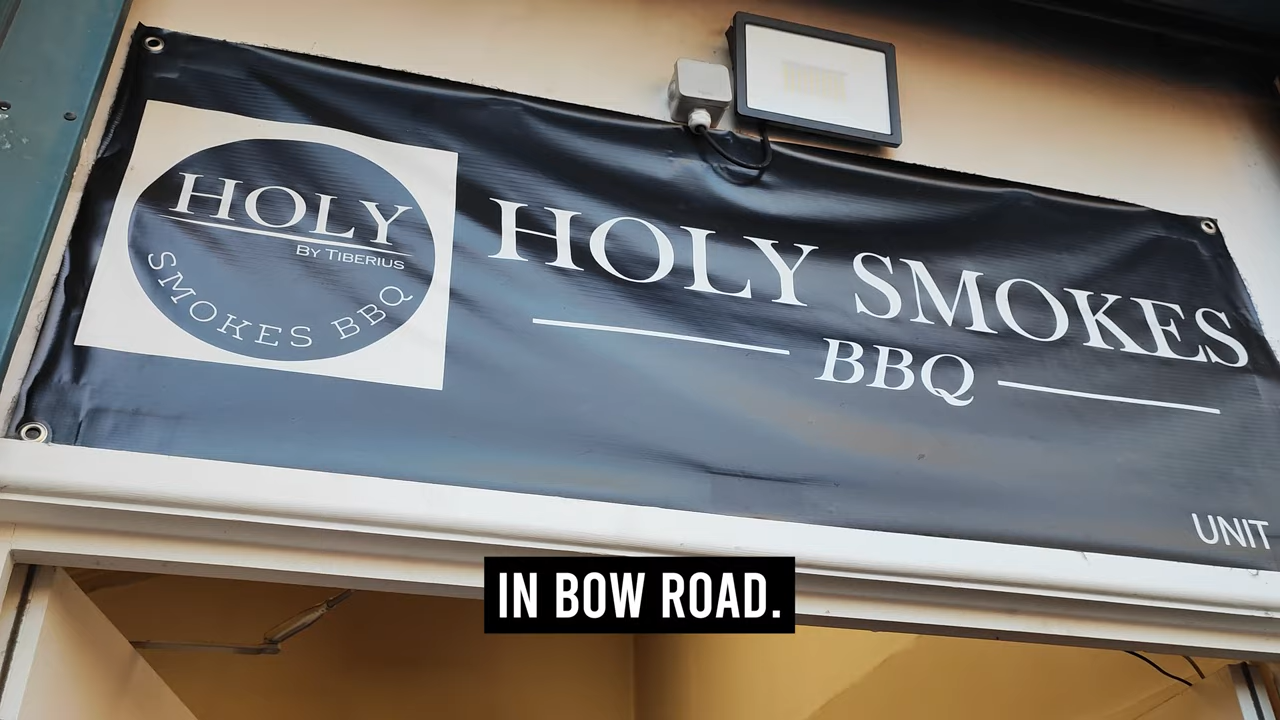 HOLY
BY TIBERIUS
SMOKES BBQ
HOLY SMOKES
BBQ
UNIT
IN BOW ROAD.